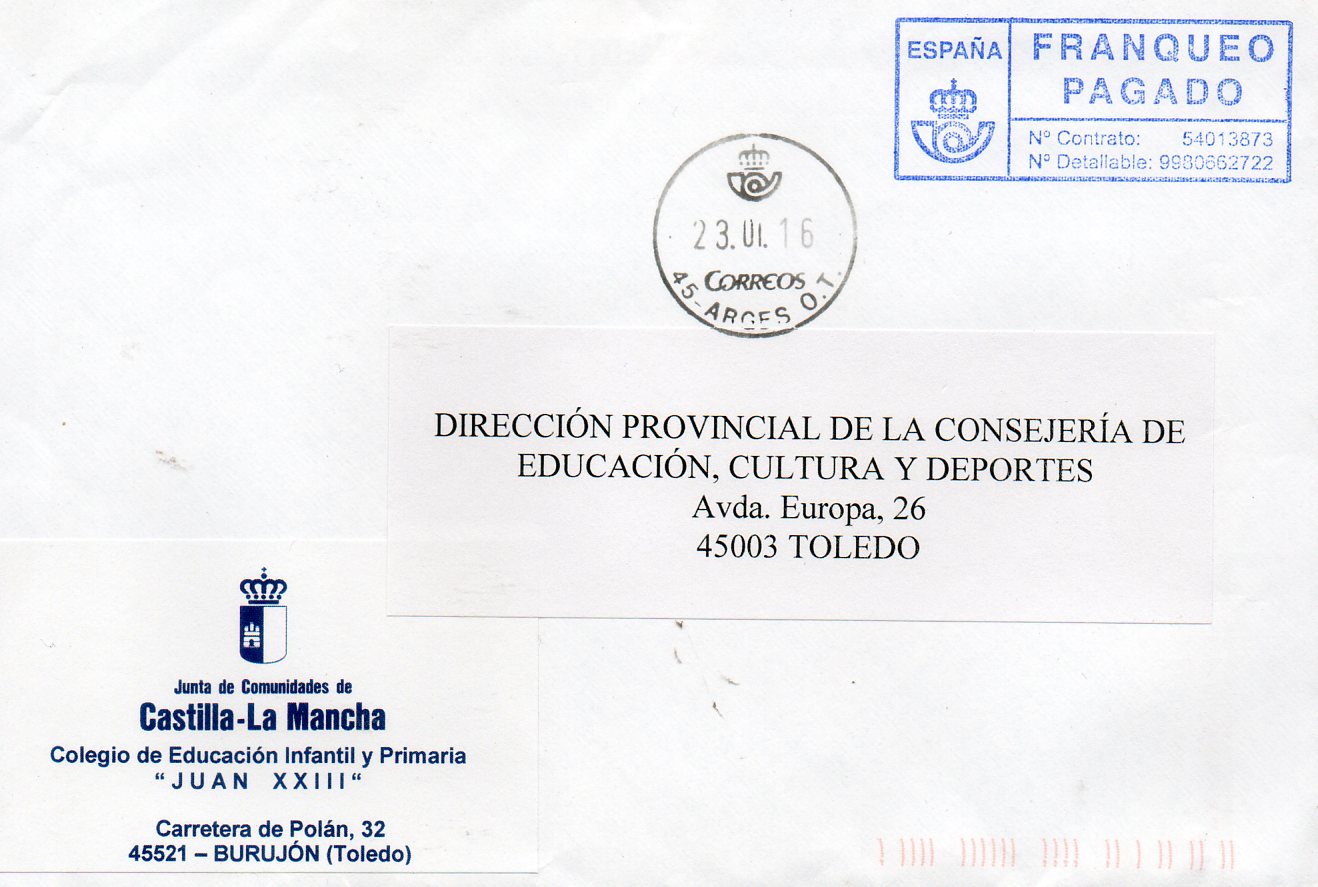 ESPAÑA
FRANQUEO
PAGADO
Nº Contrato: 54013873
Nº Detallable: 9980662722
23. 16
CORREOS
45-ARGES O.T.
DIRECCIÓN PROVINCIAL DE LA CONSEJERÍA DE
EDUCACIÓN, CULTURA Y DEPORTES
Avda. Europa, 26
45003 TOLEDO
Junta de Comunidades de
Castilla-La Mancha
Colegio de Educación Infantil y Primaria
“JUAN XXIII“
Carretera de Polán, 32
45521 – BURUJÓN (Toledo)